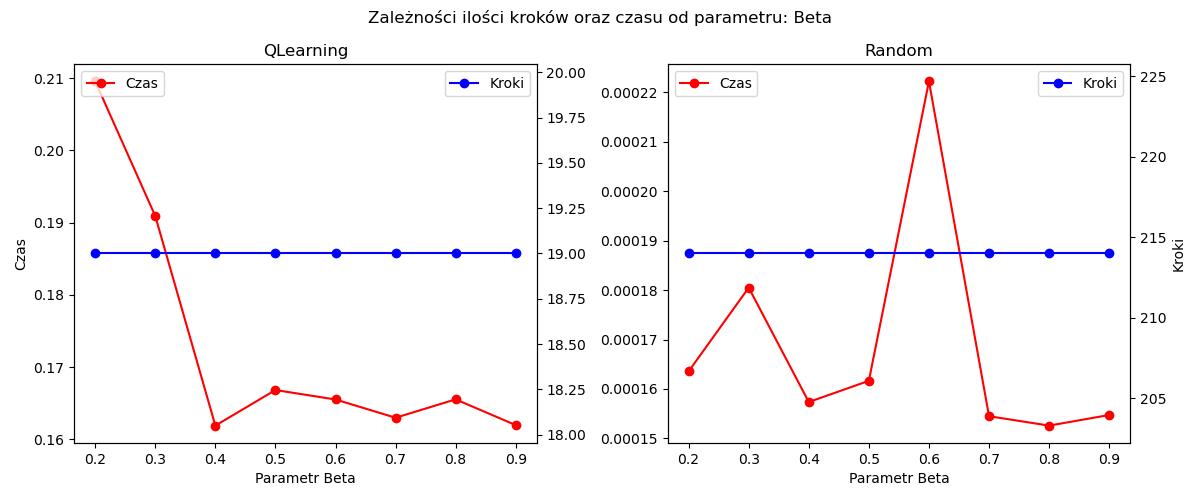 Zależności ilości kroków oraz czasu od parametru: Beta
QLearning
Czas
Kroki
0.21
0.20
0.19
0.18
0.17
0.16
Czas
20.00
19.75
19.50
19.25
19.00
18.75
18.50
18.25
18.00
0.2 0.3 0.4 0.5 0.6 0.7 0.8 0.9
Parametr Beta
Random
Czas
Kroki
0.00022
0.00021
0.00020
0.00019
0.00018
0.00017
0.00016
0.00015
225
220
215
210
205
Kroki
0.2 0.3 0.4 0.5 0.6 0.7 0.8 0.9
Parametr Beta